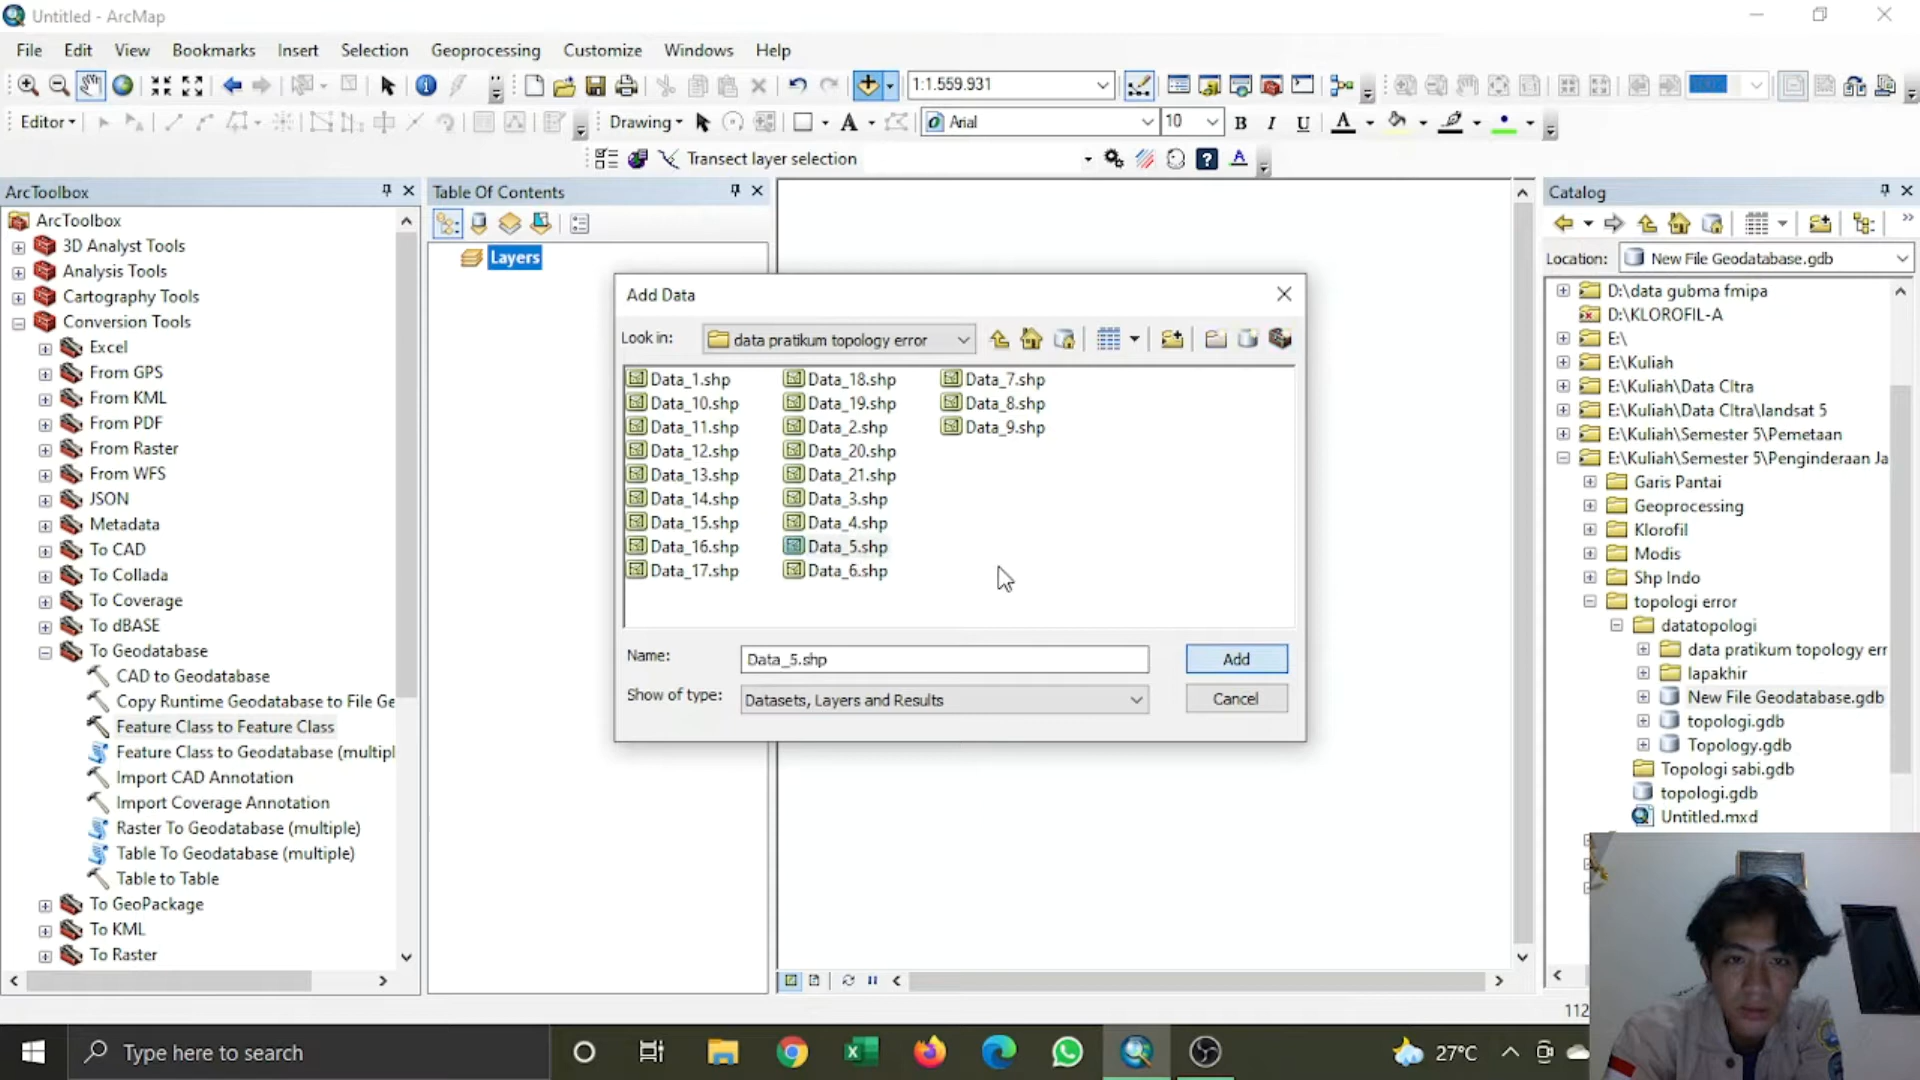 Untitled - ArcMap
File Edit View Bookmarks Insert Selection Geoprocessing Customize Windows Help
1:1.559.931
Editor Drawing A Arial 10 B I U A
Transect layer selection
ArcToolbox
ArcToolbox
3D Analyst Tools
Analysis Tools
Cartography Tools
Conversion Tools
Excel
From GPS
From KML
From PDF
From Raster
From WFS
JSON
Metadata
To CAD
To Collada
To Coverage
To dBASE
To Geodatabase
CAD to Geodatabase
Copy Runtime Geodatabase to File Ge
Feature Class to Feature Class
Feature Class to Geodatabase (multipl
Import CAD Annotation
Import Coverage Annotation
Raster To Geodatabase (multiple)
Table To Geodatabase (multiple)
Table to Table
To GeoPackage
To KML
To Raster
Table Of Contents
Layers
Add Data
Look in: data pratikum topology error
Data_1.shp
Data_10.shp
Data_11.shp
Data_12.shp
Data_13.shp
Data_14.shp
Data_15.shp
Data_16.shp
Data_17.shp
Data_18.shp
Data_19.shp
Data_2.shp
Data_20.shp
Data_21.shp
Data_3.shp
Data_4.shp
Data_5.shp
Data_6.shp
Data_7.shp
Data_8.shp
Data_9.shp
Name: Data_5.shp Add
Show of type: Datasets, Layers and Results Cancel
Catalog
Location: New File Geodatabase.gdb
D:\data gubma fmipa
D:\KLOROFIL-A
E:\
E:\Kuliah
E:\Kuliah\Data CItra
E:\Kuliah\Data CItra\landsat 5
E:\Kuliah\Semester 5\Pemetaan
E:\Kuliah\Semester 5\Penginderaan Ja
Garis Pantai
Geoprocessing
Klorofil
Modis
Shp Indo
topologi error
datatopologi
data pratikum topology err
lapakhir
New File Geodatabase.gdb
topologi.gdb
Topology.gdb
Topologi sabi.gdb
topologi.gdb
Untitled.mxd
112
Type here to search
27°C